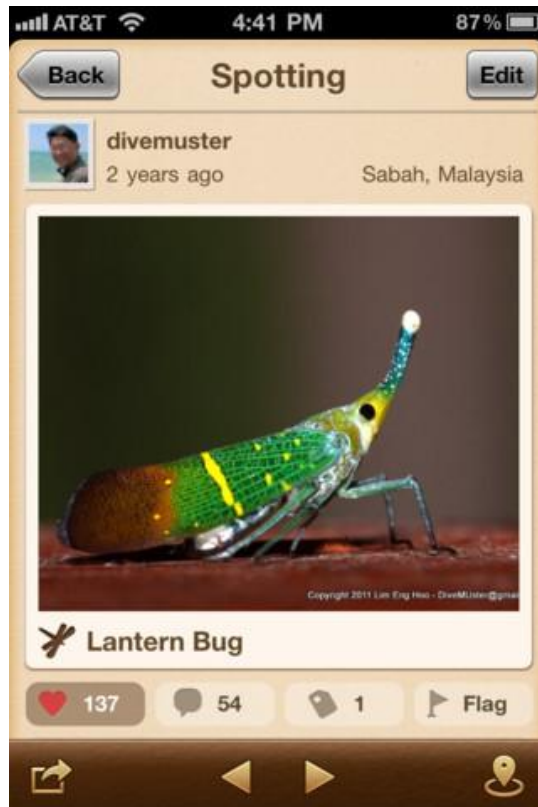 AT&T 4:41 PM 87%
Back Spotting Edit
divemuster
2 years ago Sabah, Malaysia
Copyright 2011 Lim Eng Hoo - DiveMUster@gmai
Lantern Bug
137 54 1 Flag